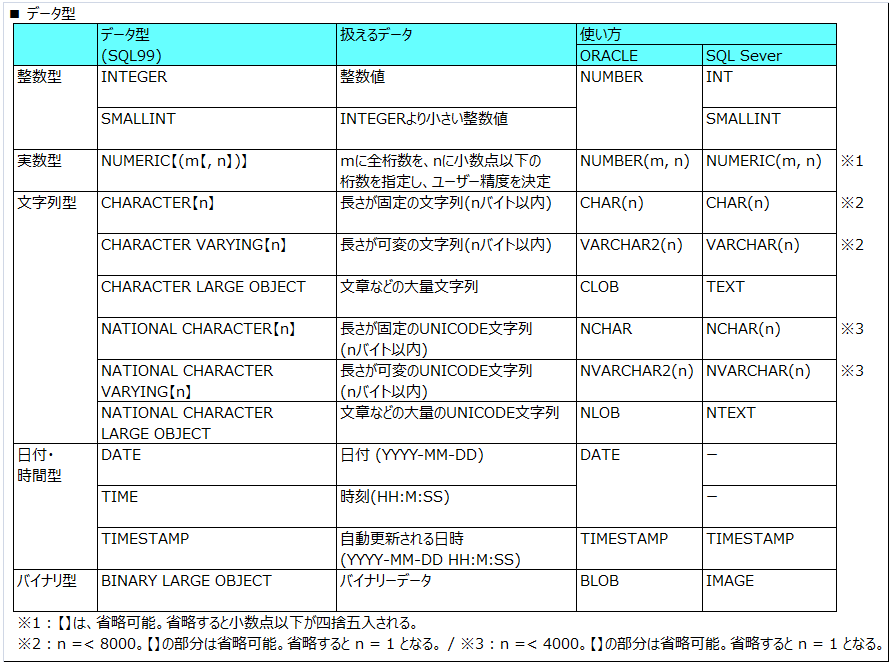 ■ データ型
データ型
(SQL99)
扱えるデータ
使い方
ORACLE
SQL Sever
整数型
INTEGER
整数値
NUMBER
INT
SMALLINT
INTEGERより小さい整数値
SMALLINT
実数型
NUMERIC【(m【, n】)】
mに全桁数を、nに小数点以下の
桁数を指定し、ユーザー精度を決定
NUMBER(m, n)
NUMERIC(m, n)
※1
文字列型
CHARACTER【n】
長さが固定の文字列(nバイト以内)
CHAR(n)
CHAR(n)
※2
CHARACTER VARYING【n】
長さが可変の文字列(nバイト以内)
VARCHAR2(n)
VARCHAR(n)
※2
CHARACTER LARGE OBJECT
文章などの大量文字列
CLOB
TEXT
NATIONAL CHARACTER【n】
長さが固定のUNICODE文字列
(nバイト以内)
NCHAR
NCHAR(n)
※3
NATIONAL CHARACTER
VARYING【n】
長さが可変のUNICODE文字列
(nバイト以内)
NVARCHAR2(n)
NVARCHAR(n)
※3
NATIONAL CHARACTER
LARGE OBJECT
文章などの大量のUNICODE文字列
NLOB
NTEXT
日付・
時間型
DATE
日付 (YYYY-MM-DD)
DATE
－
TIME
時刻(HH:M:SS)
－
TIMESTAMP
自動更新される日時
(YYYY-MM-DD HH:M:SS)
TIMESTAMP
TIMESTAMP
バイナリ型
BINARY LARGE OBJECT
バイナリーデータ
BLOB
IMAGE
※1 : 【】は、省略可能。省略すると小数点以下が四捨五入される。
※2 : n =< 8000。【】の部分は省略可能。省略すると n = 1 となる。 / ※3 : n =< 4000。【】の部分は省略可能。省略すると n = 1 となる。